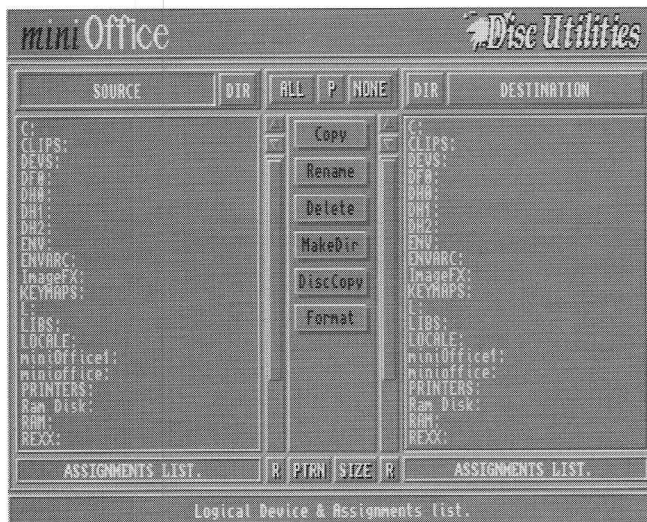 mini Office
Disc Utilities
SOURCE DIR ALL P NONE DIR DESTINATION
C:
CLIPS:
DEVS:
DF0:
DH0:
DH1:
DH2:
ENV:
ENVARC:
ImageFX:
KEYMAPS:
L:
LIBS:
LOCALE:
miniOffice1:
minioffice:
PRINTERS:
Ram Disk:
RAM:
REXX:
Copy
Rename
Delete
MakeDir
DiscCopy
Format
C:
CLIPS:
DEVS:
DF0:
DH0:
DH1:
DH2:
ENV:
ENVARC:
ImageFX:
KEYMAPS:
L:
LIBS:
LOCALE:
miniOffice1:
minioffice:
PRINTERS:
Ram Disk:
RAM:
REXX:
ASSIGNMENTS LIST. R PTRN SIZE R ASSIGNMENTS LIST.
Logical Device & Assignments list.